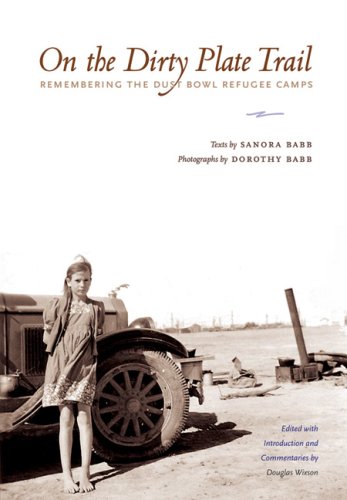 On the Dirty Plate Trail
REMEMBERING THE DUST BOWL REFUGEE CAMPS
Texts by SANORA BABB
Photographs by DOROTHY BABB
Edited with
Introduction and
Commentaries by
Douglas Wixson